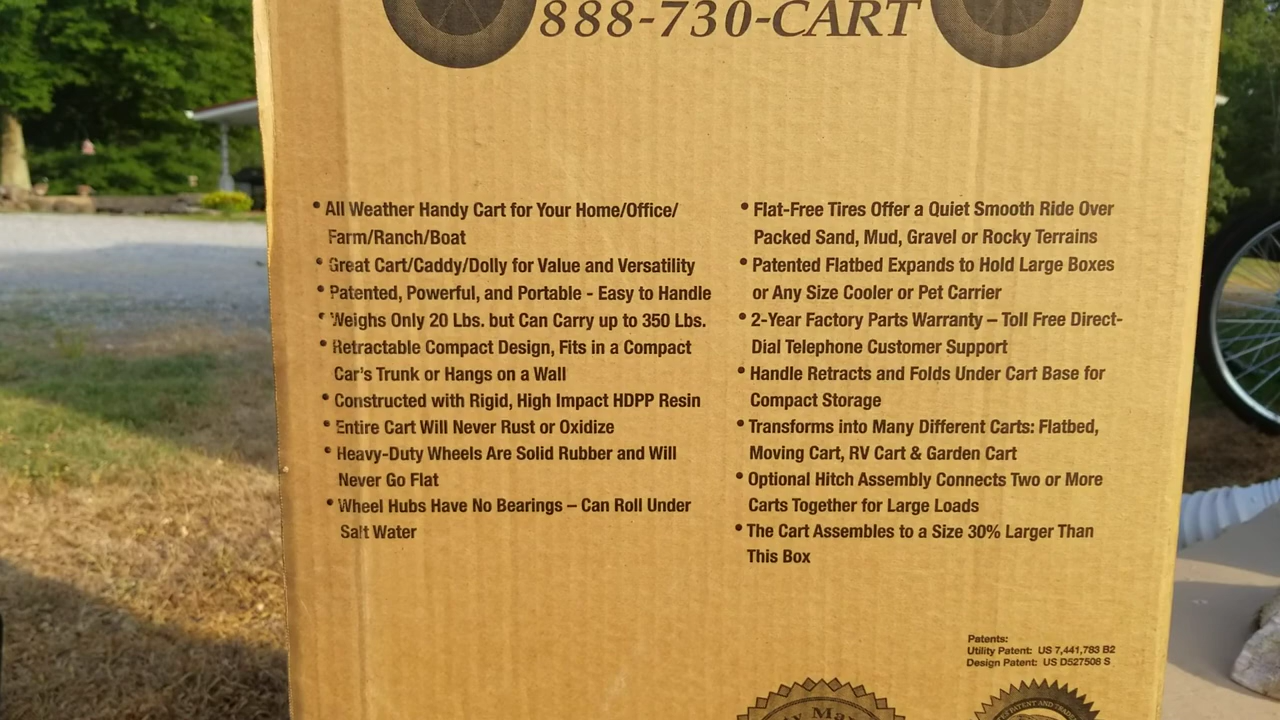 888-730-CART
• All Weather Handy Cart for Your Home/Office/
Farm/Ranch/Boat
• Great Cart/Caddy/Dolly for Value and Versatility
• Patented, Powerful, and Portable - Easy to Handle
• Weighs Only 20 Lbs. but Can Carry up to 350 Lbs.
• Retractable Compact Design, Fits in a Compact
Car's Trunk or Hangs on a Wall
• Constructed with Rigid, High Impact HDPP Resin
• Entire Cart Will Never Rust or Oxidize
• Heavy-Duty Wheels Are Solid Rubber and Will
Never Go Flat
• Wheel Hubs Have No Bearings – Can Roll Under
Salt Water
• Flat-Free Tires Offer a Quiet Smooth Ride Over
Packed Sand, Mud, Gravel or Rocky Terrains
• Patented Flatbed Expands to Hold Large Boxes
or Any Size Cooler or Pet Carrier
• 2-Year Factory Parts Warranty – Toll Free Direct-
Dial Telephone Customer Support
• Handle Retracts and Folds Under Cart Base for
Compact Storage
• Transforms into Many Different Carts: Flatbed,
Moving Cart, RV Cart & Garden Cart
• Optional Hitch Assembly Connects Two or More
Carts Together for Large Loads
• The Cart Assembles to a Size 30% Larger Than
This Box
Patents:
Utility Patent: US 7,441,783 B2
Design Patent: US D527508 S
PATENT AND